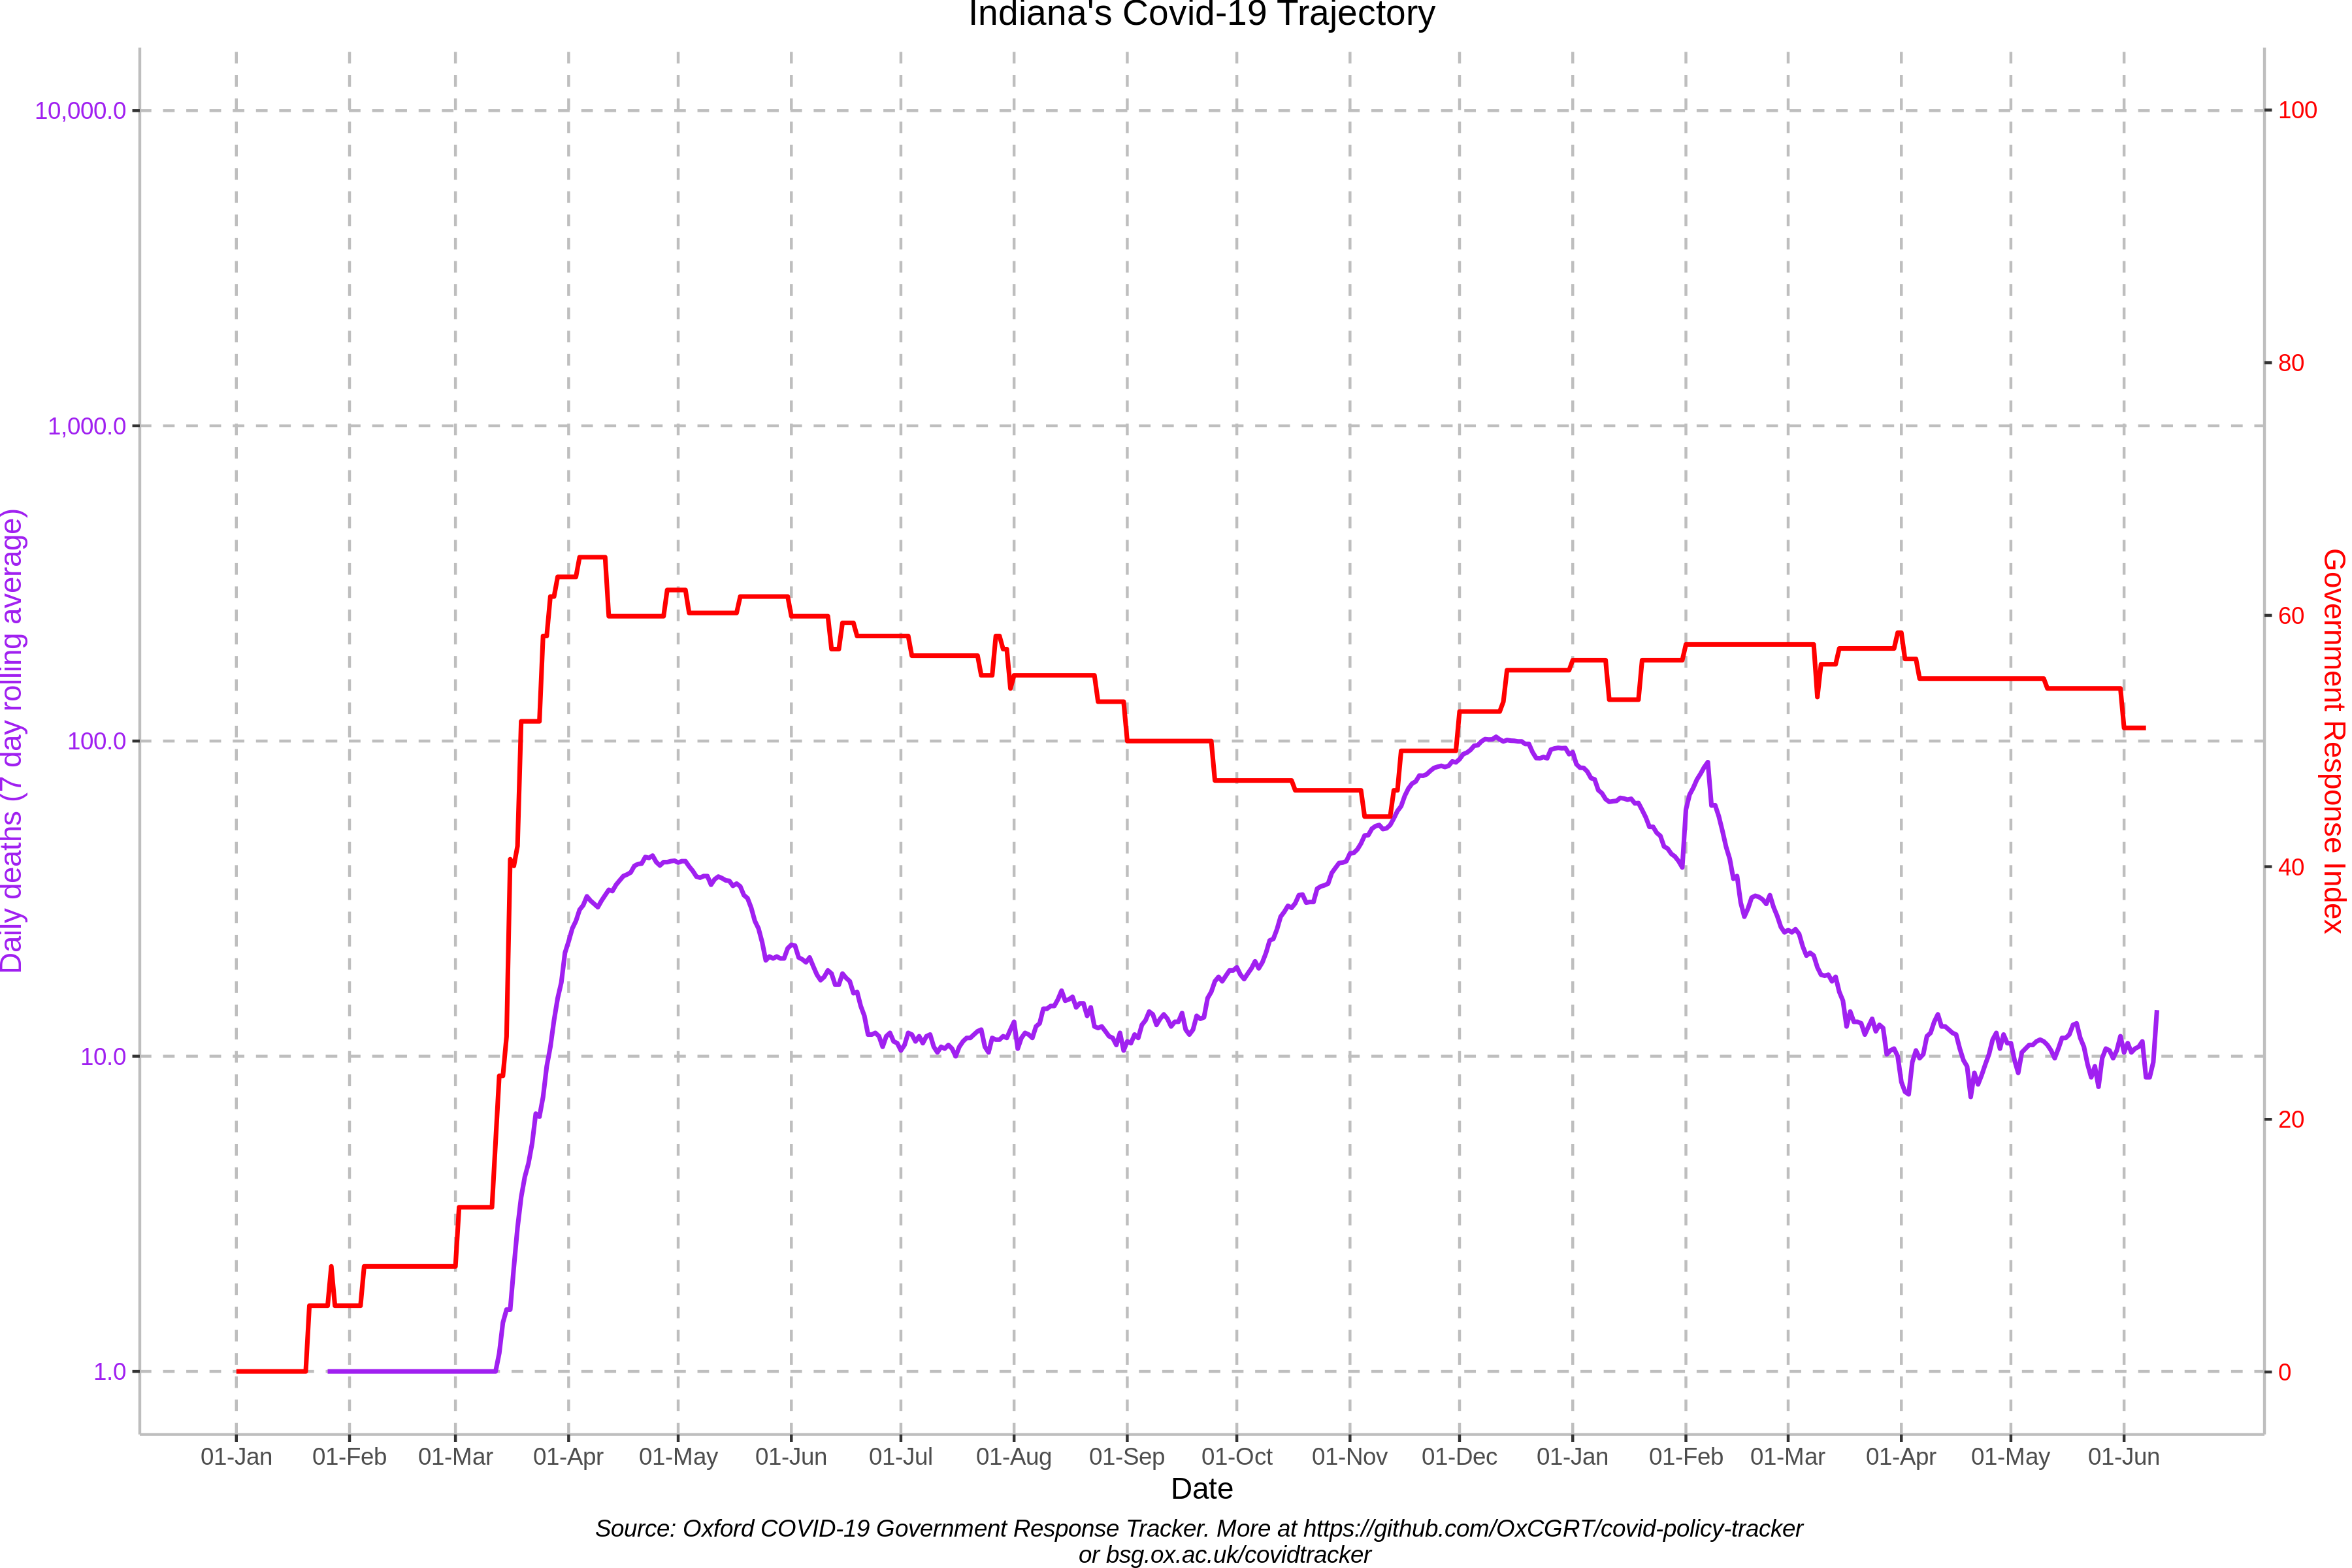 Indiana's Covid-19 Trajectory
10,000.0
1,000.0
100.0
10.0
1.0
Daily deaths (7 day rolling average)
100
80
60
40
20
0
Government Response Index
01-Jan 01-Feb 01-Mar 01-Apr 01-May 01-Jun 01-Jul 01-Aug 01-Sep 01-Oct 01-Nov 01-Dec 01-Jan 01-Feb 01-Mar 01-Apr 01-May 01-Jun
Date
Source: Oxford COVID-19 Government Response Tracker. More at https://github.com/OxCGRT/covid-policy-tracker
or bsg.ox.ac.uk/covidtracker